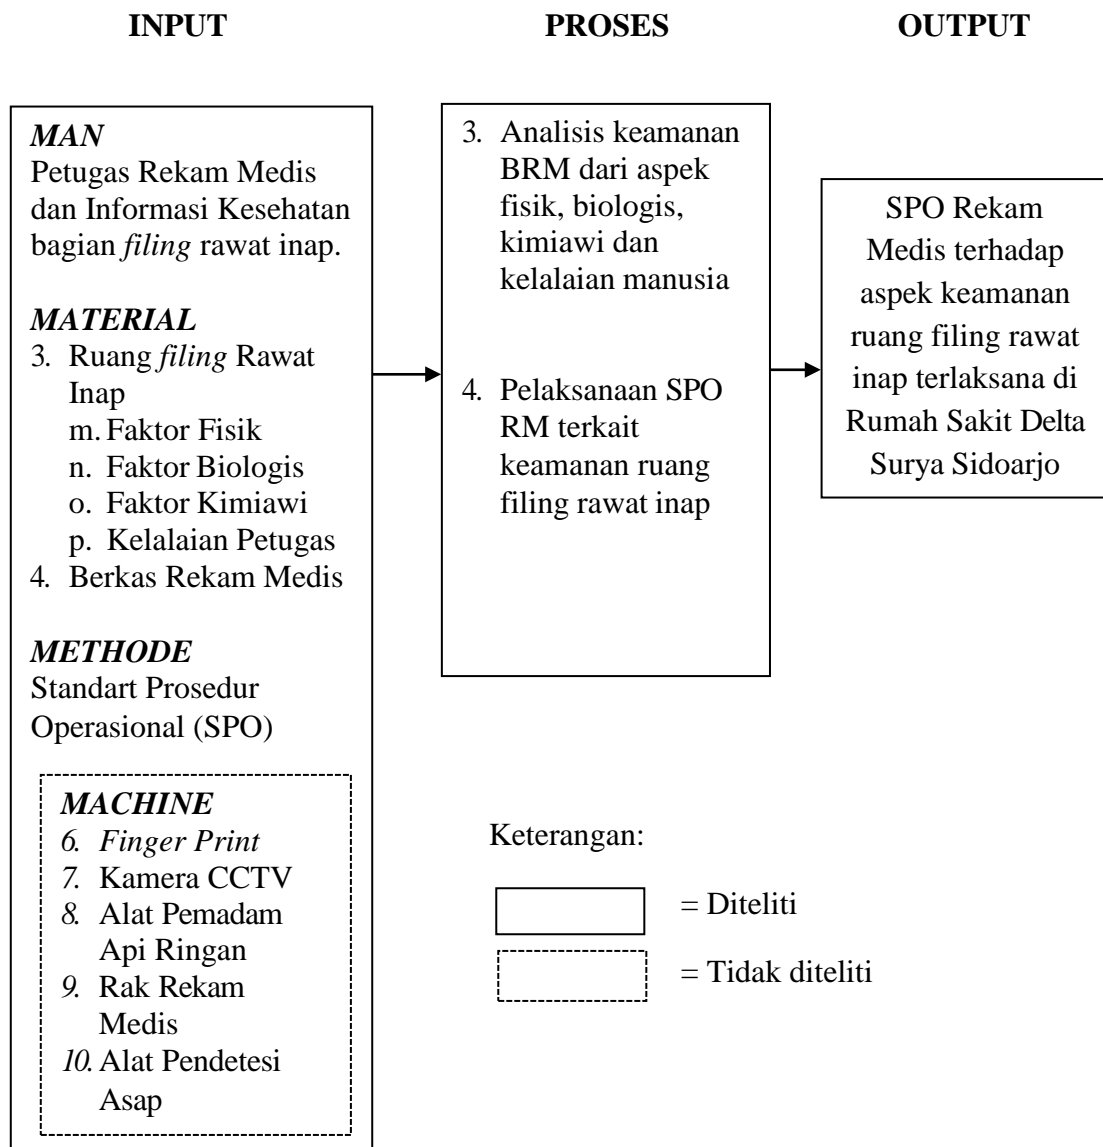 INPUT
PROSES
OUTPUT
MAN
Petugas Rekam Medis
dan Informasi Kesehatan
bagian filing rawat inap.
MATERIAL
3. Ruang filing Rawat
Inap
m. Faktor Fisik
n. Faktor Biologis
o. Faktor Kimiawi
p. Kelalaian Petugas
4. Berkas Rekam Medis
METHODE
Standart Prosedur
Operasional (SPO)
MACHINE
6. Finger Print
7. Kamera CCTV
8. Alat Pemadam
Api Ringan
9. Rak Rekam
Medis
10. Alat Pendetesi
Asap
3. Analisis keamanan
BRM dari aspek
fisik, biologis,
kimiawi dan
kelalaian manusia
4. Pelaksanaan SPO
RM terkait
keamanan ruang
filing rawat inap
SPO Rekam
Medis terhadap
aspek keamanan
ruang filing rawat
inap terlaksana di
Rumah Sakit Delta
Surya Sidoarjo
Keterangan:
= Diteliti
= Tidak diteliti